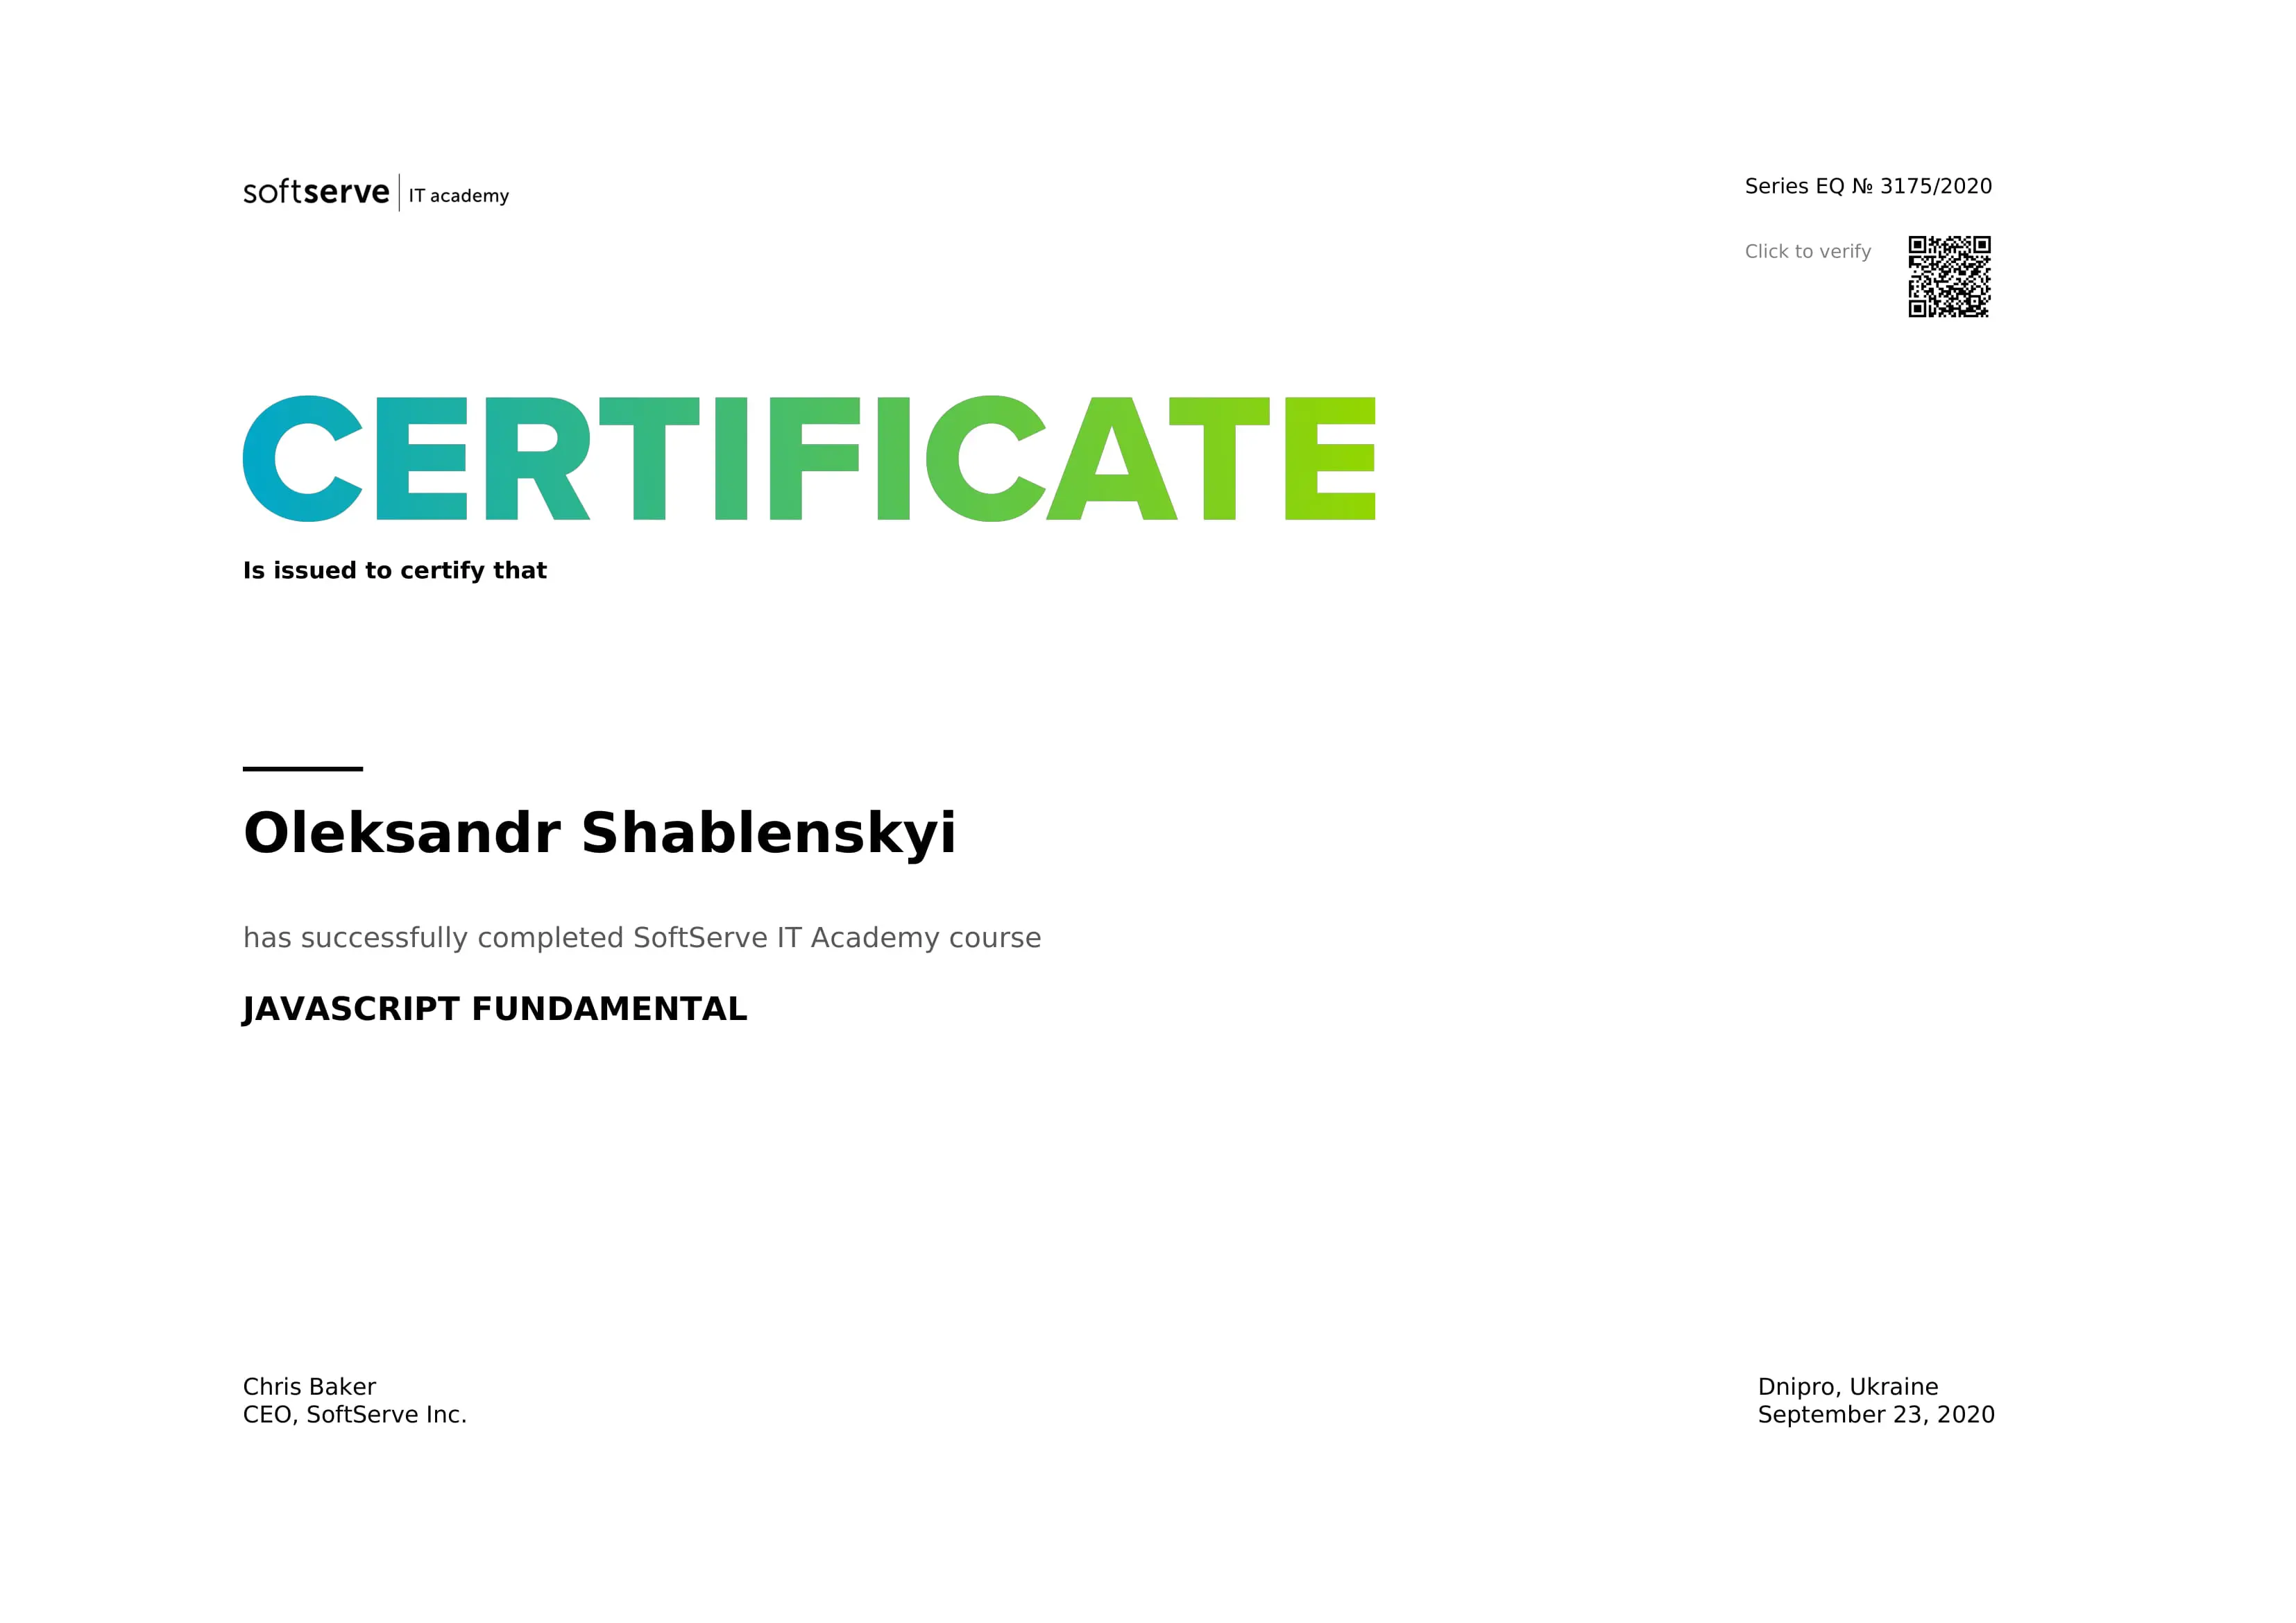 softserve IT academy
Series EQ № 3175/2020
Click to verify
CERTIFICATE
Is issued to certify that
Oleksandr Shablenskyi
has successfully completed SoftServe IT Academy course
JAVASCRIPT FUNDAMENTAL
Chris Baker
CEO, SoftServe Inc.
Dnipro, Ukraine
September 23, 2020